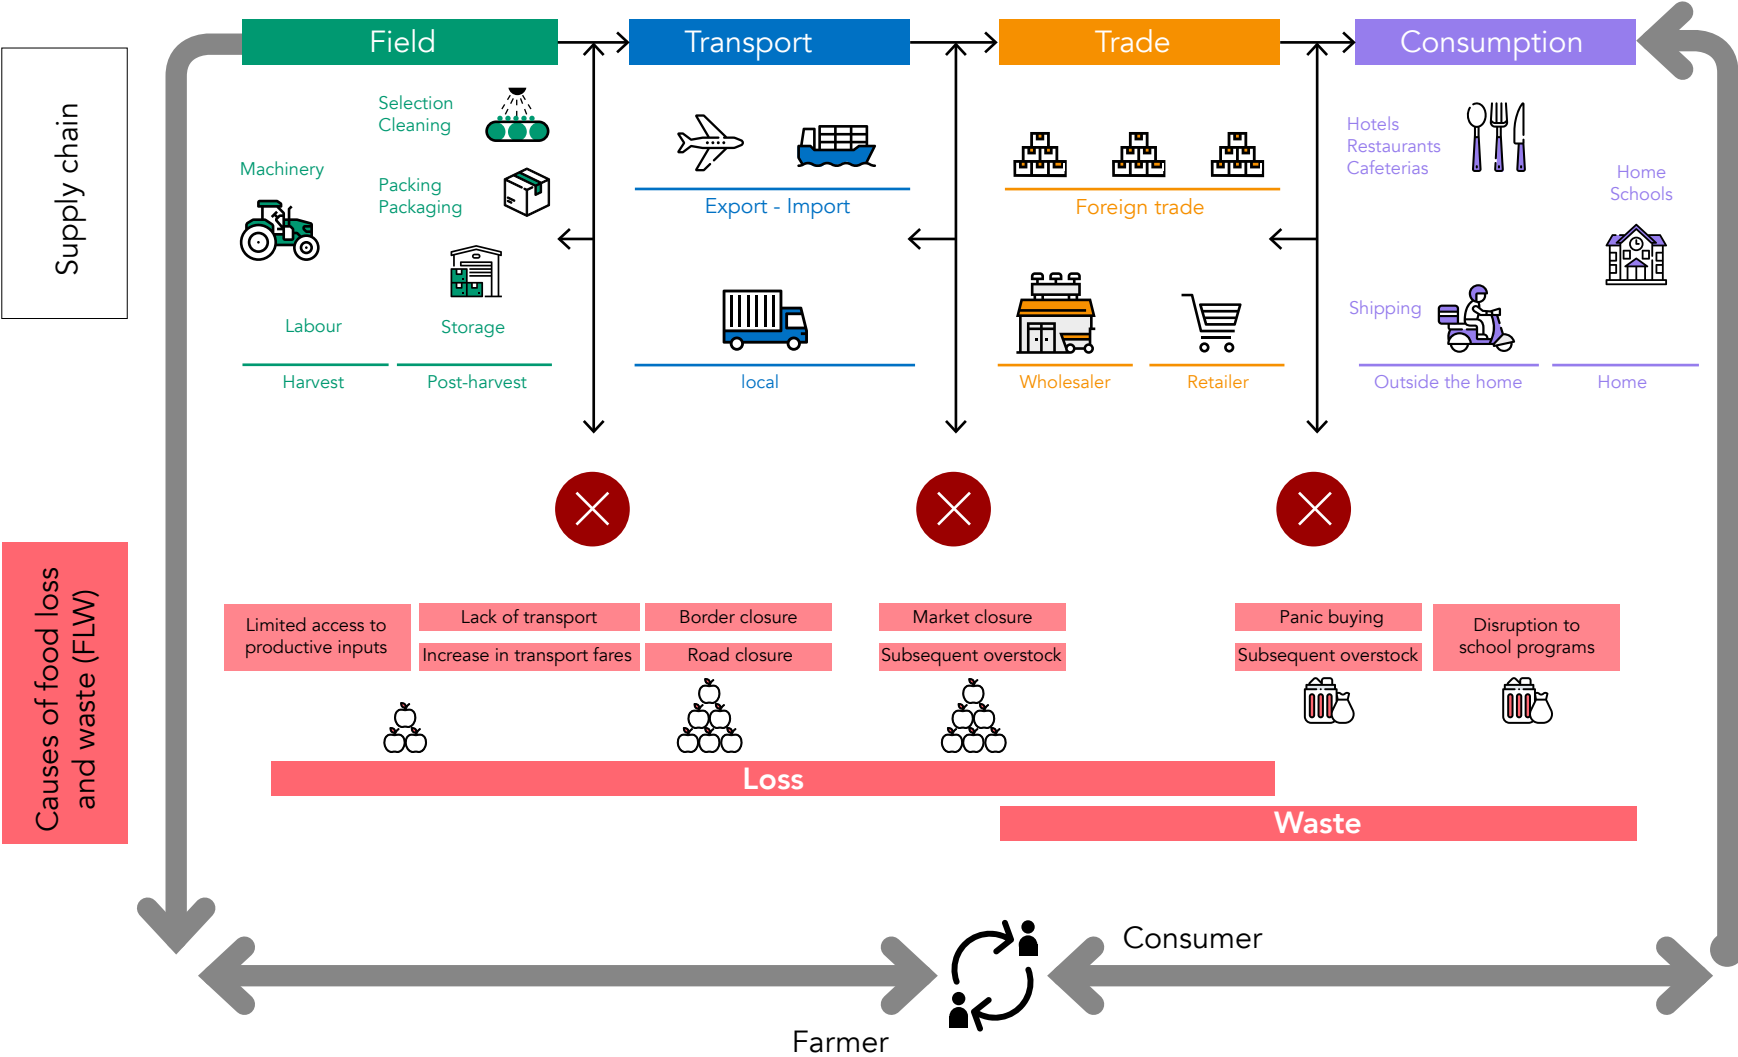 Field
Transport
Trade
Consumption
Supply chain
Selection
Cleaning
Machinery
Packing
Packaging
Labour
Storage
Harvest
Post-harvest
Export - Import
local
Foreign trade
Wholesaler
Retailer
Hotels
Restaurants
Cafeterias
Home
Schools
Shipping
Outside the home
Home
Causes of food loss
and waste (FLW)
Limited access to
productive inputs
Lack of transport
Increase in transport fares
Border closure
Road closure
Market closure
Subsequent overstock
Panic buying
Subsequent overstock
Disruption to
school programs
Loss
Waste
Consumer
Farmer